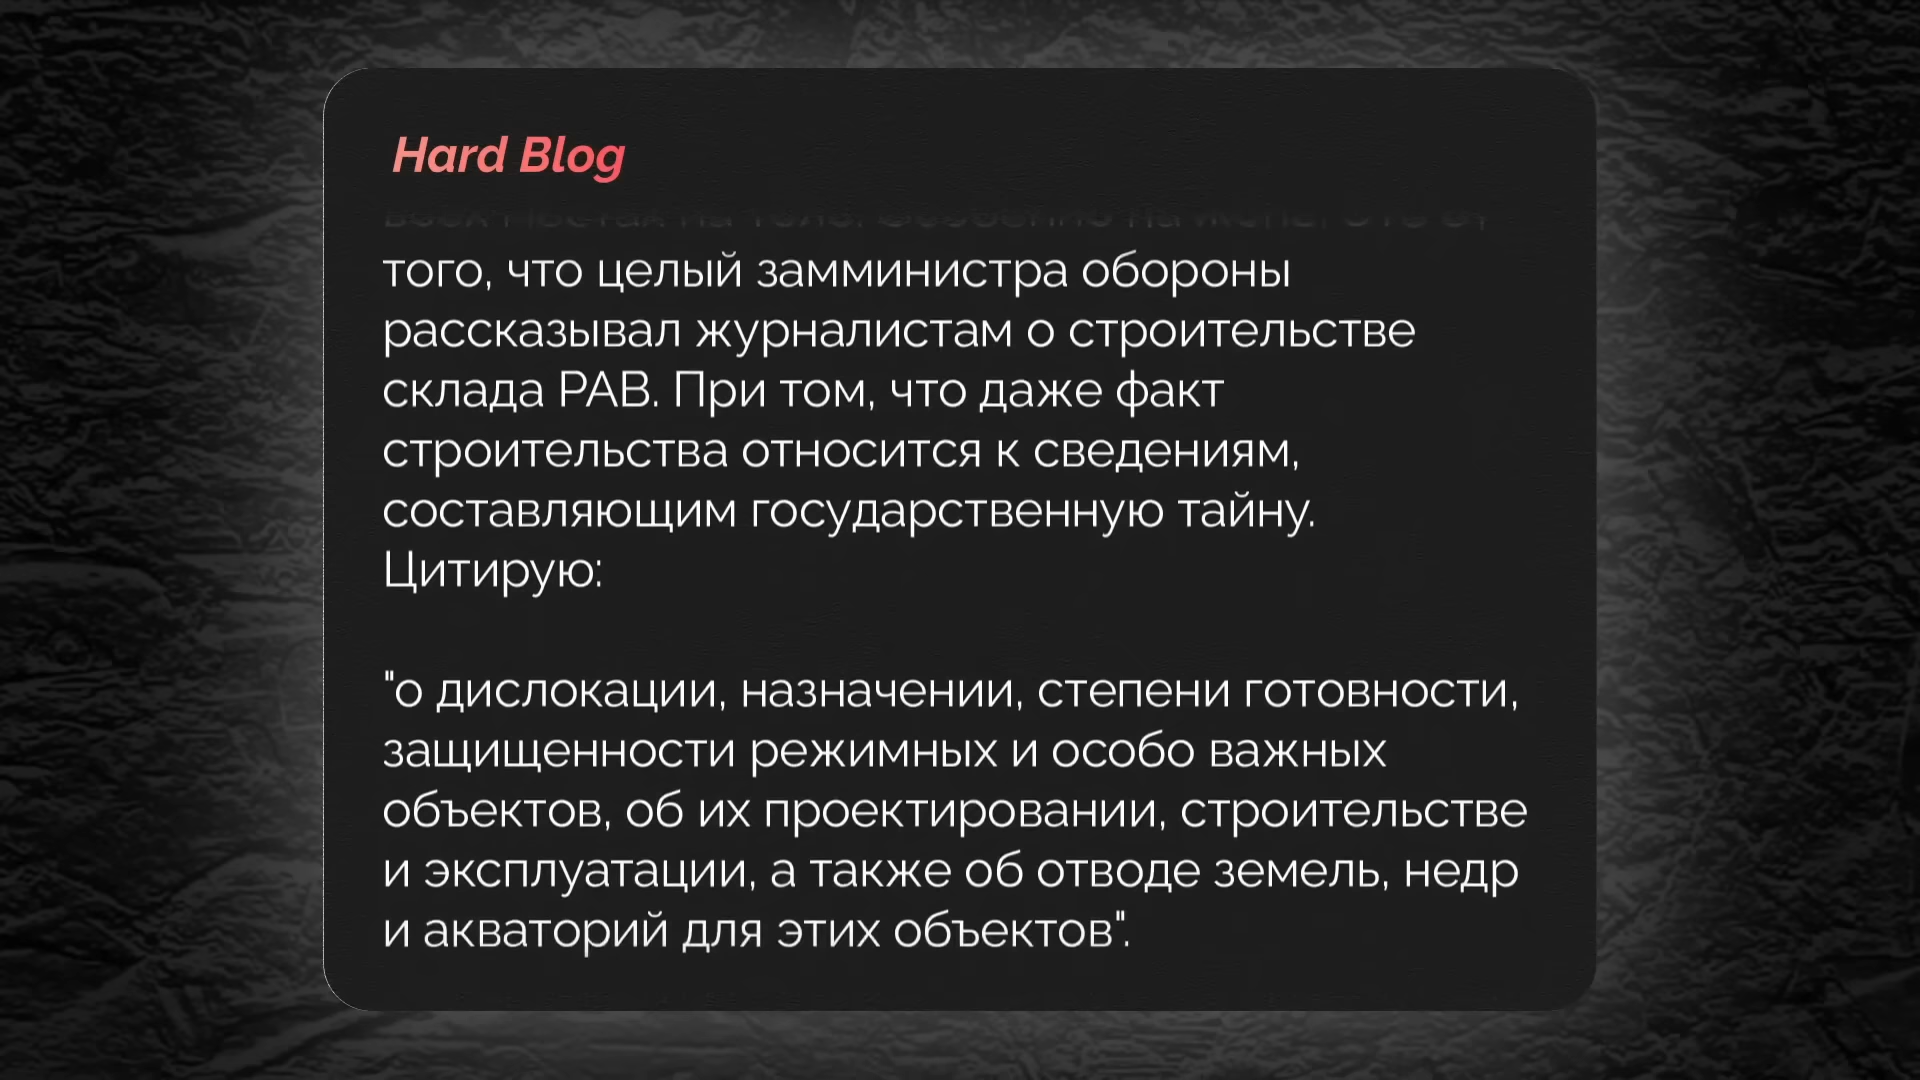 Hard Blog
того, что целый замминистра обороны
рассказывал журналистам о строительстве
склада РАВ. При том, что даже факт
строительства относится к сведениям,
составляющим государственную тайну.
Цитирую:
"о дислокации, назначении, степени готовности,
защищенности режимных и особо важных
объектов, об их проектировании, строительстве
и эксплуатации, а также об отводе земель, недр
и акваторий для этих объектов".